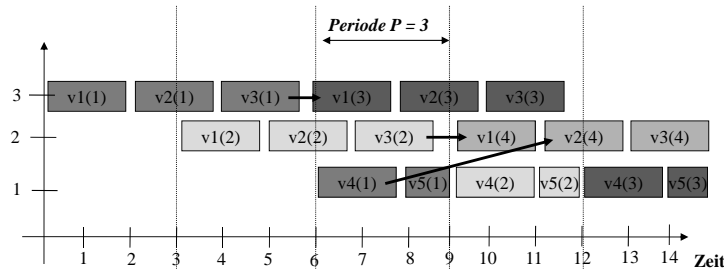 Periode P = 3
3 v1(1) v2(1) v3(1) v1(3) v2(3) v3(3)
2 v1(2) v2(2) v3(2) v1(4) v2(4) v3(4)
1 v4(1) v5(1) v4(2) v5(2) v4(3) v5(3)
1 2 3 4 5 6 7 8 9 10 11 12 13 14 Zeit